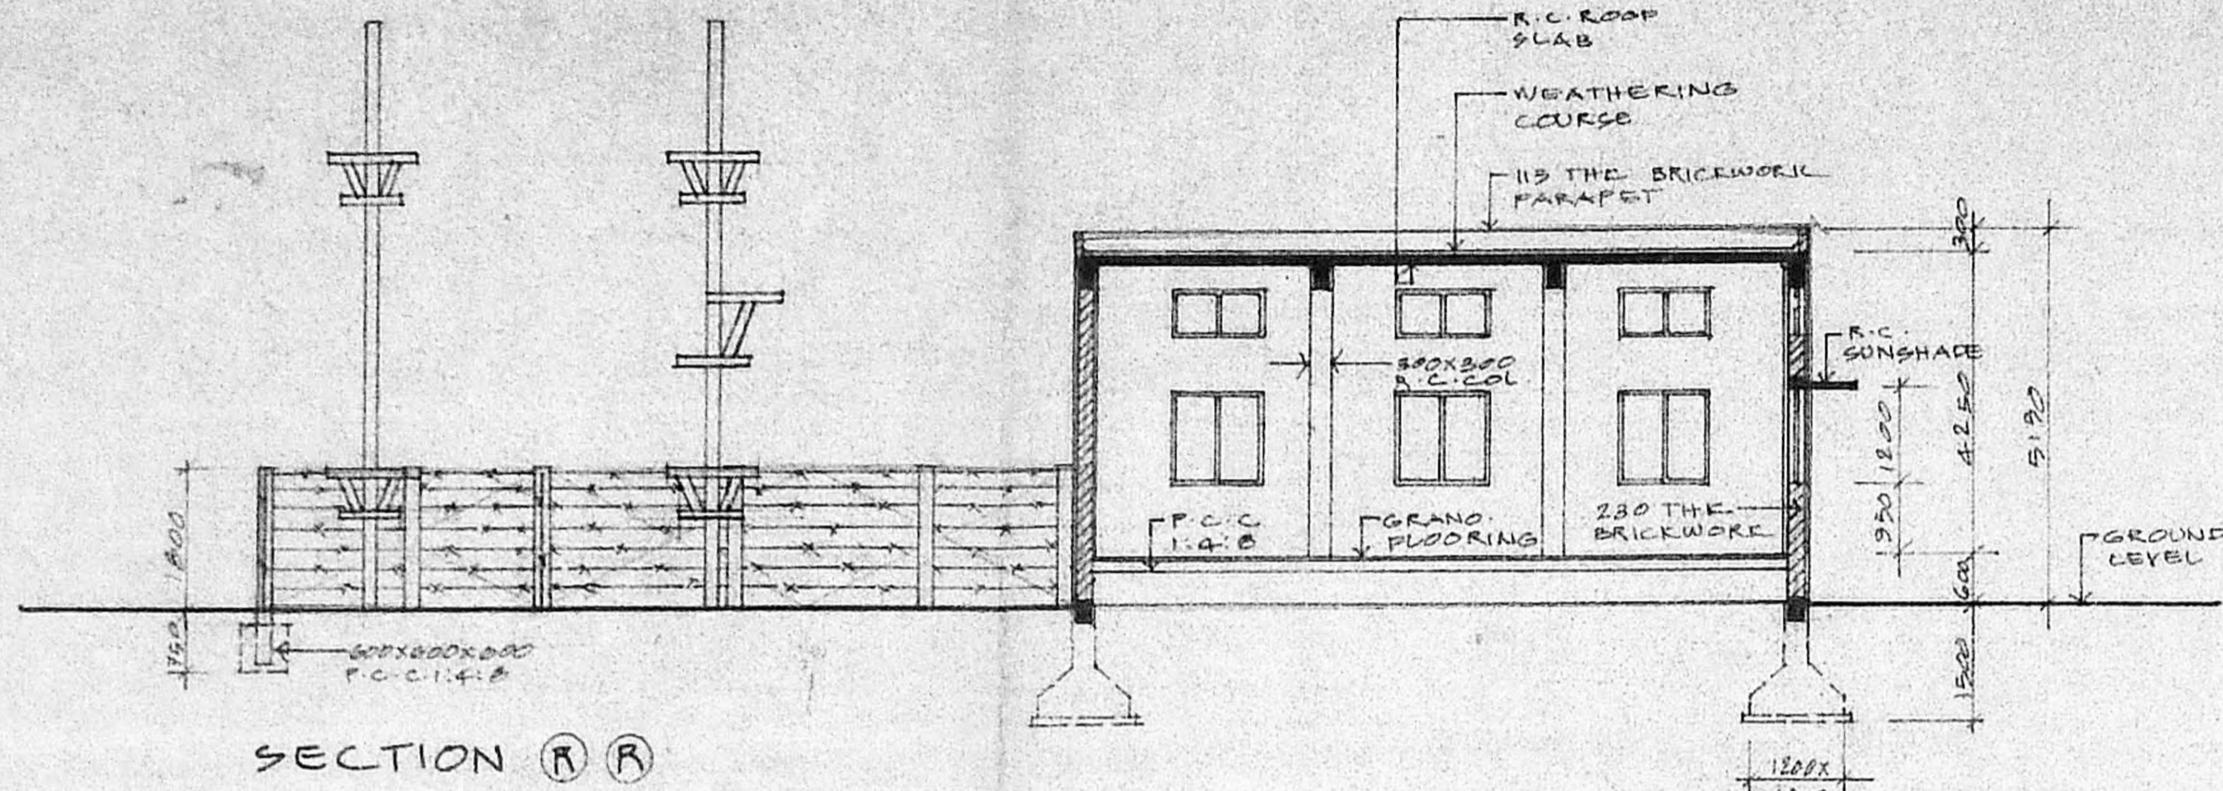 R.C. ROOF
SLAB
WEATHERING
COURSE
115 THK BRICKWORK
PARAPET
300
R.C.
SUNSHADE
300X300
R.C.COL.
1200
4250
5190
P.C.C.
1:4:8
GRANO.
FLOORING
230 THK.
BRICKWORK
950
GROUND
LEVEL
1800
600
750
600X600X600
P.C.C.1:4:8
1500
SECTION R R
1200X